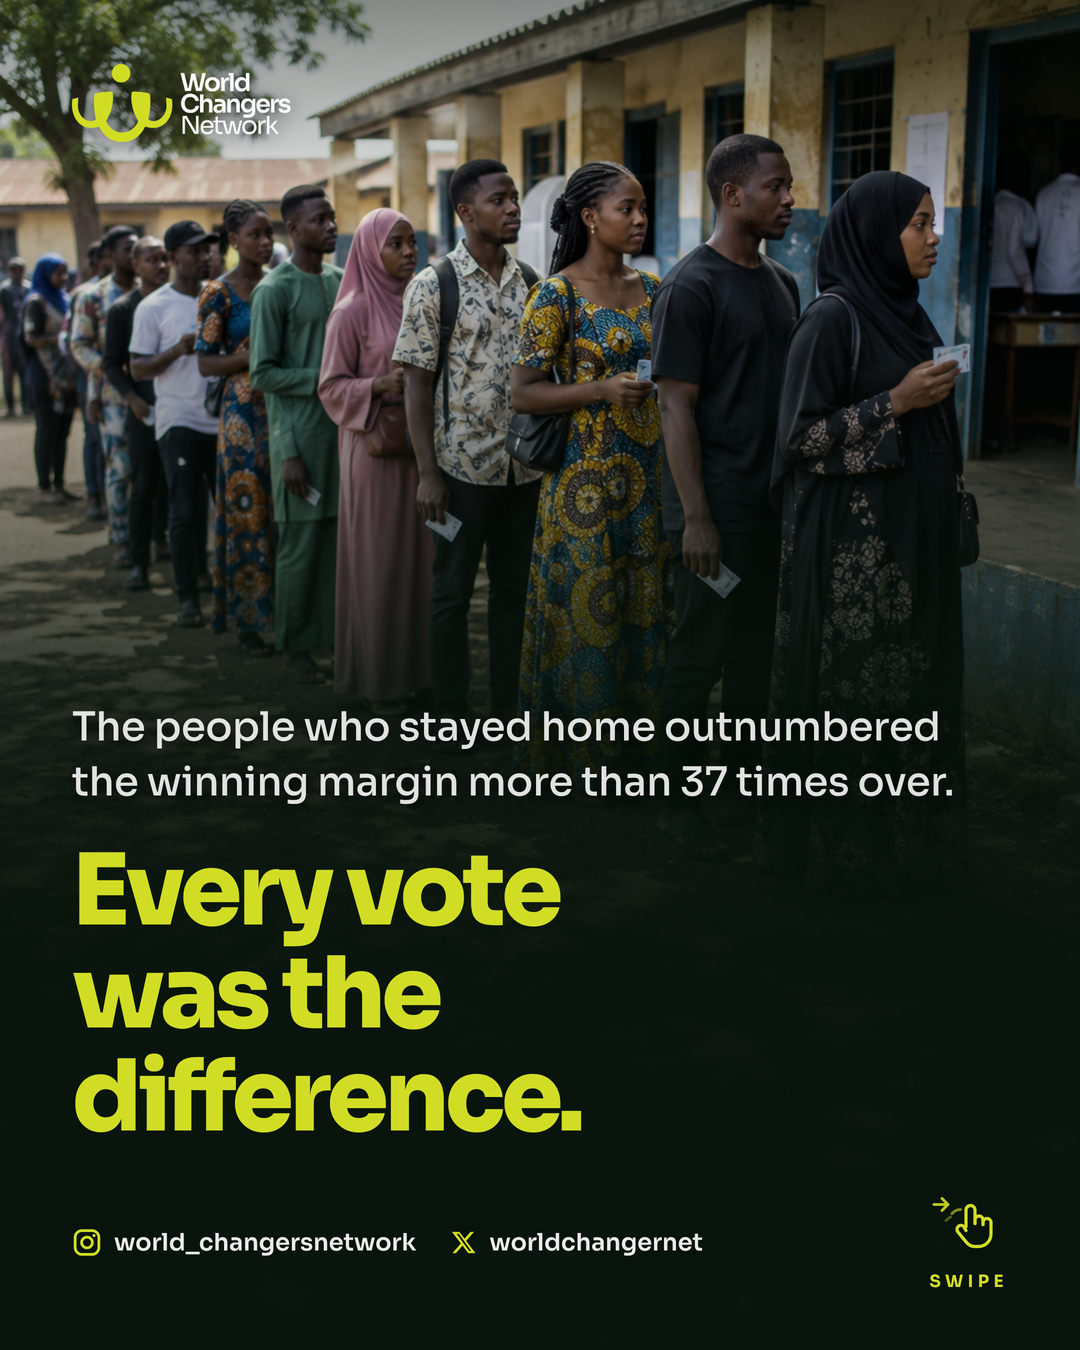 World
Changers
Network
The people who stayed home outnumbered
the winning margin more than 37 times over.
Every vote
was the
difference.
world_changersnetwork
worldchangernet
SWIPE